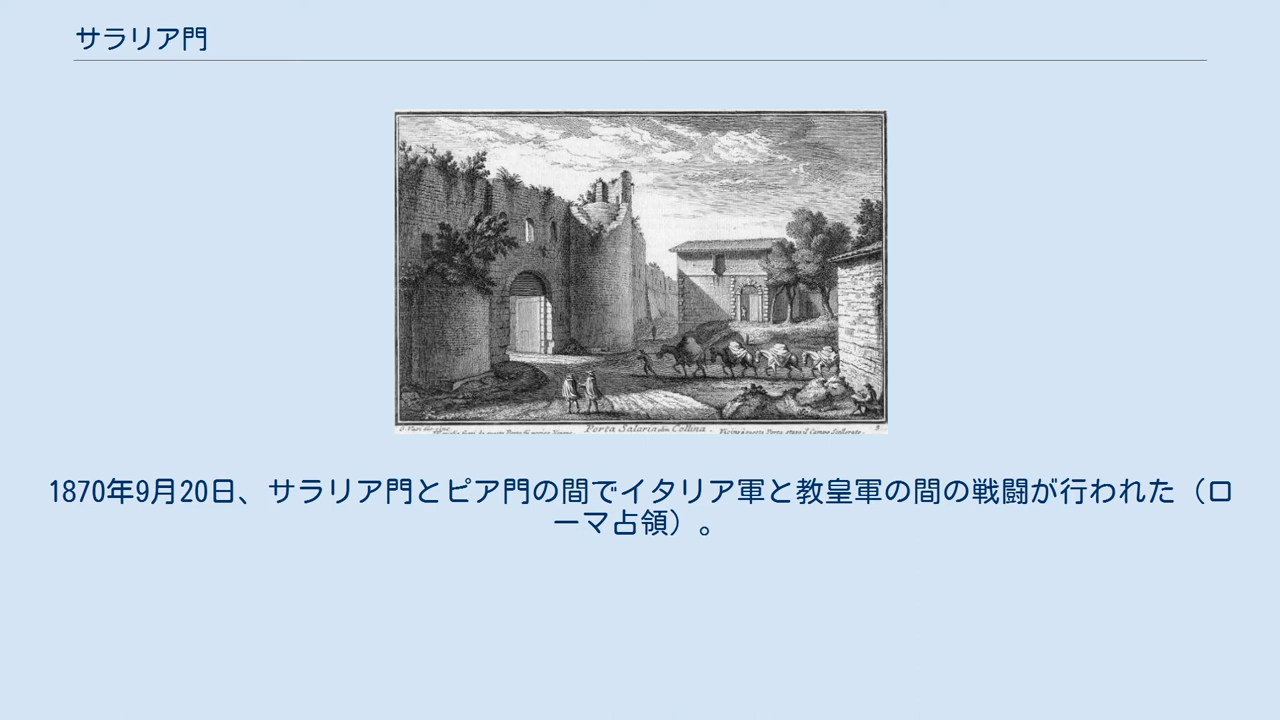 サラリア門
Porta Salaria
Collina.
1870年9月20日、サラリア門とピア門の間でイタリア軍と教皇軍の間の戦闘が行われた（ロ
ーマ占領）。